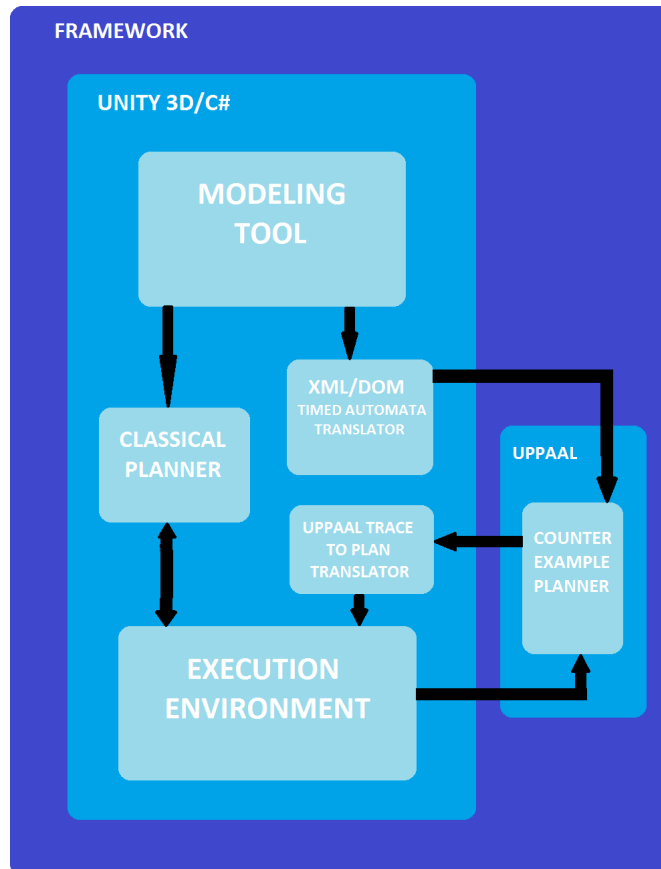 FRAMEWORK
UNITY 3D/C#
MODELING
TOOL
XML/DOM
TIMED AUTOMATA
TRANSLATOR
CLASSICAL
PLANNER
UPPAAL
UPPAAL TRACE
TO PLAN
TRANSLATOR
COUNTER
EXAMPLE
PLANNER
EXECUTION
ENVIRONMENT